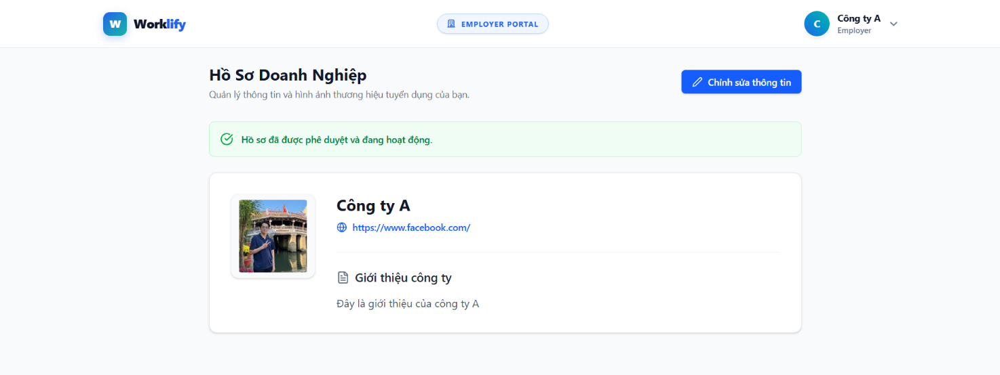 W Worklify
EMPLOYER PORTAL
C
Công ty A
Employer
Hồ Sơ Doanh Nghiệp
Quản lý thông tin và hình ảnh thương hiệu tuyển dụng của bạn.
Chỉnh sửa thông tin
Hồ sơ đã được phê duyệt và đang hoạt động.
Công ty A
https://www.facebook.com/
Giới thiệu công ty
Đây là giới thiệu của công ty A